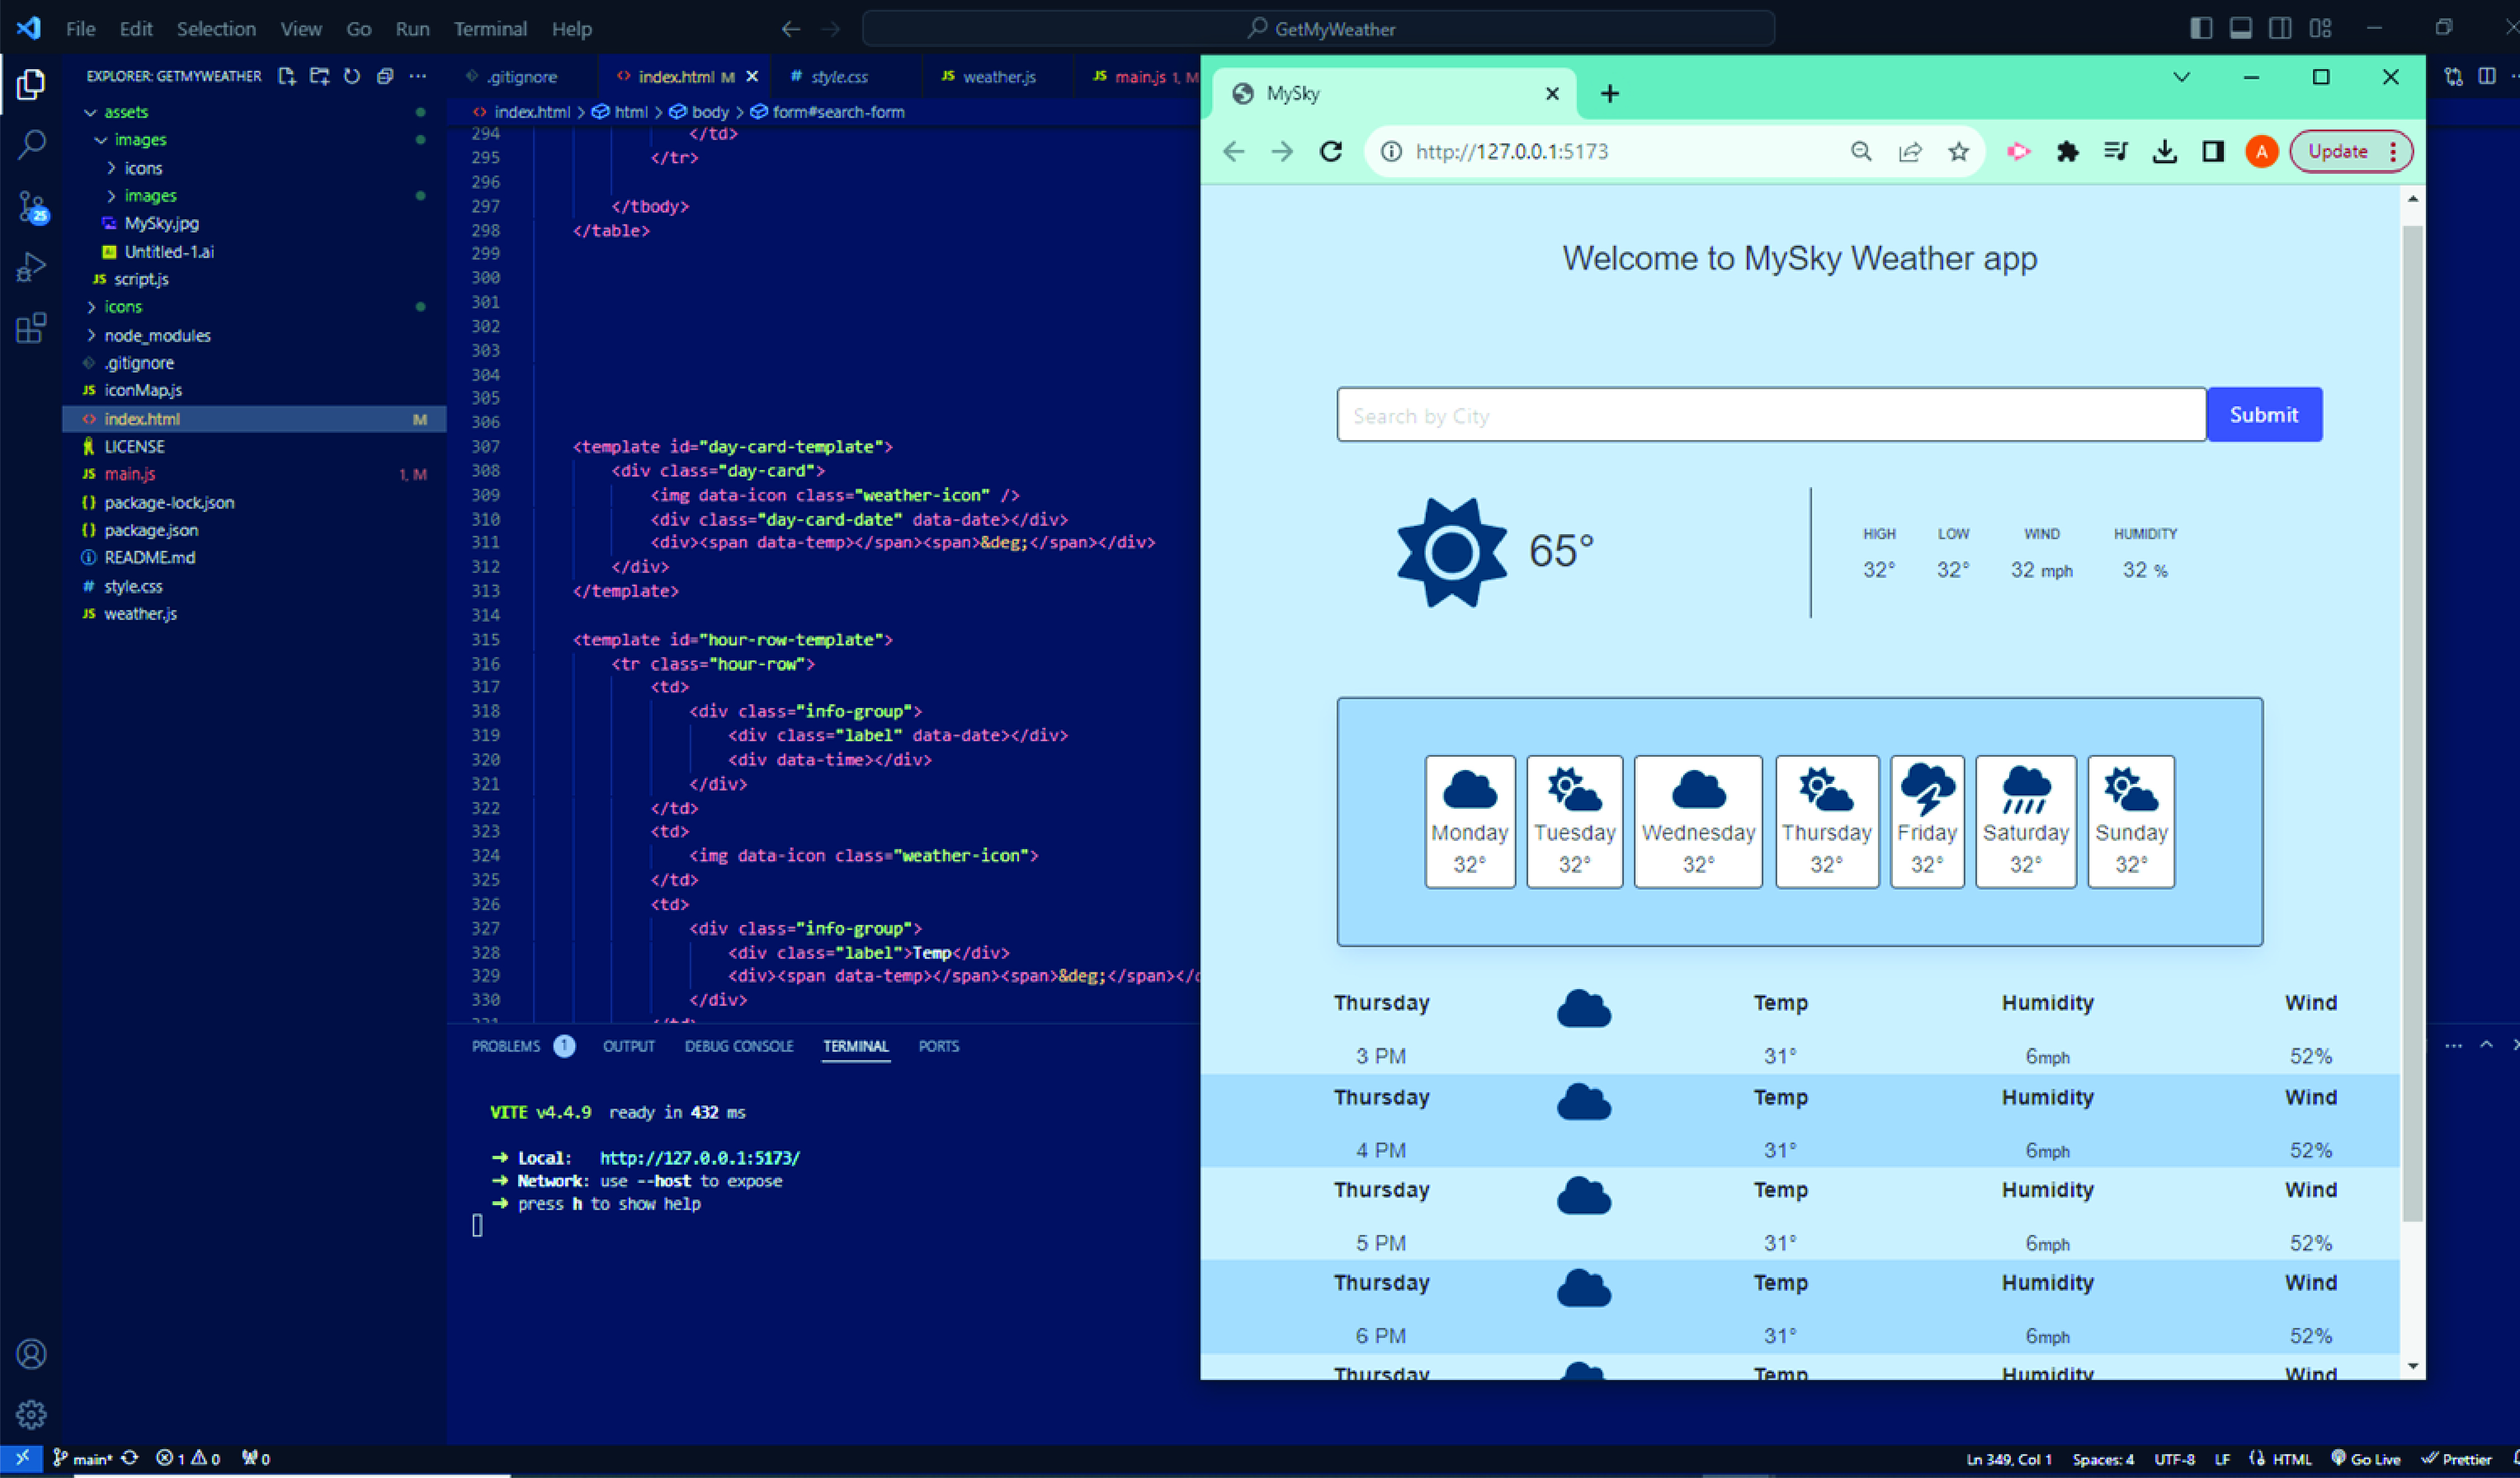 File Edit Selection View Go Run Terminal Help
GetMyWeather
EXPLORER: GETMYWEATHER
assets
images
icons
images
MySky.jpg
Untitled-1.ai
script.js
icons
node_modules
.gitignore
iconMap.js
index.html M
LICENSE
main.js 1, M
package-lock.json
package.json
README.md
style.css
weather.js
25
.gitignore index.html M style.css weather.js main.js 1, M
index.html > html > body > form#search-form
294 </td>
295 </tr>
296
297 </tbody>
298 </table>
299
300
301
302
303
304
305
306
307 <template id="day-card-template">
308 <div class="day-card">
309 <img data-icon class="weather-icon" />
310 <div class="day-card-date" data-date></div>
311 <div><span data-temp></span><span>&deg;</span></div>
312 </div>
313 </template>
314
315 <template id="hour-row-template">
316 <tr class="hour-row">
317 <td>
318 <div class="info-group">
319 <div class="label" data-date></div>
320 <div data-time></div>
321 </div>
322 </td>
323 <td>
324 <img data-icon class="weather-icon">
325 </td>
326 <td>
327 <div class="info-group">
328 <div class="label">Temp</div>
329 <div><span data-temp></span><span>&deg;</span></
330 </div>
PROBLEMS 1 OUTPUT DEBUG CONSOLE TERMINAL PORTS
VITE v4.4.9 ready in 432 ms
➜ Local: http://127.0.0.1:5173/
➜ Network: use --host to expose
➜ press h to show help
MySky
http://127.0.0.1:5173
A
Update
Welcome to MySky Weather app
Search by City Submit
65°
HIGH LOW WIND HUMIDITY
32° 32° 32 mph 32 %
Monday Tuesday Wednesday Thursday Friday Saturday Sunday
32° 32° 32° 32° 32° 32° 32°
Thursday Temp Humidity Wind
3 PM 31° 6mph 52%
Thursday Temp Humidity Wind
4 PM 31° 6mph 52%
Thursday Temp Humidity Wind
5 PM 31° 6mph 52%
Thursday Temp Humidity Wind
6 PM 31° 6mph 52%
Thursday Temp Humidity Wind
main* 1 0 0
Ln 349, Col 1 Spaces: 4 UTF-8 LF HTML Go Live Prettier